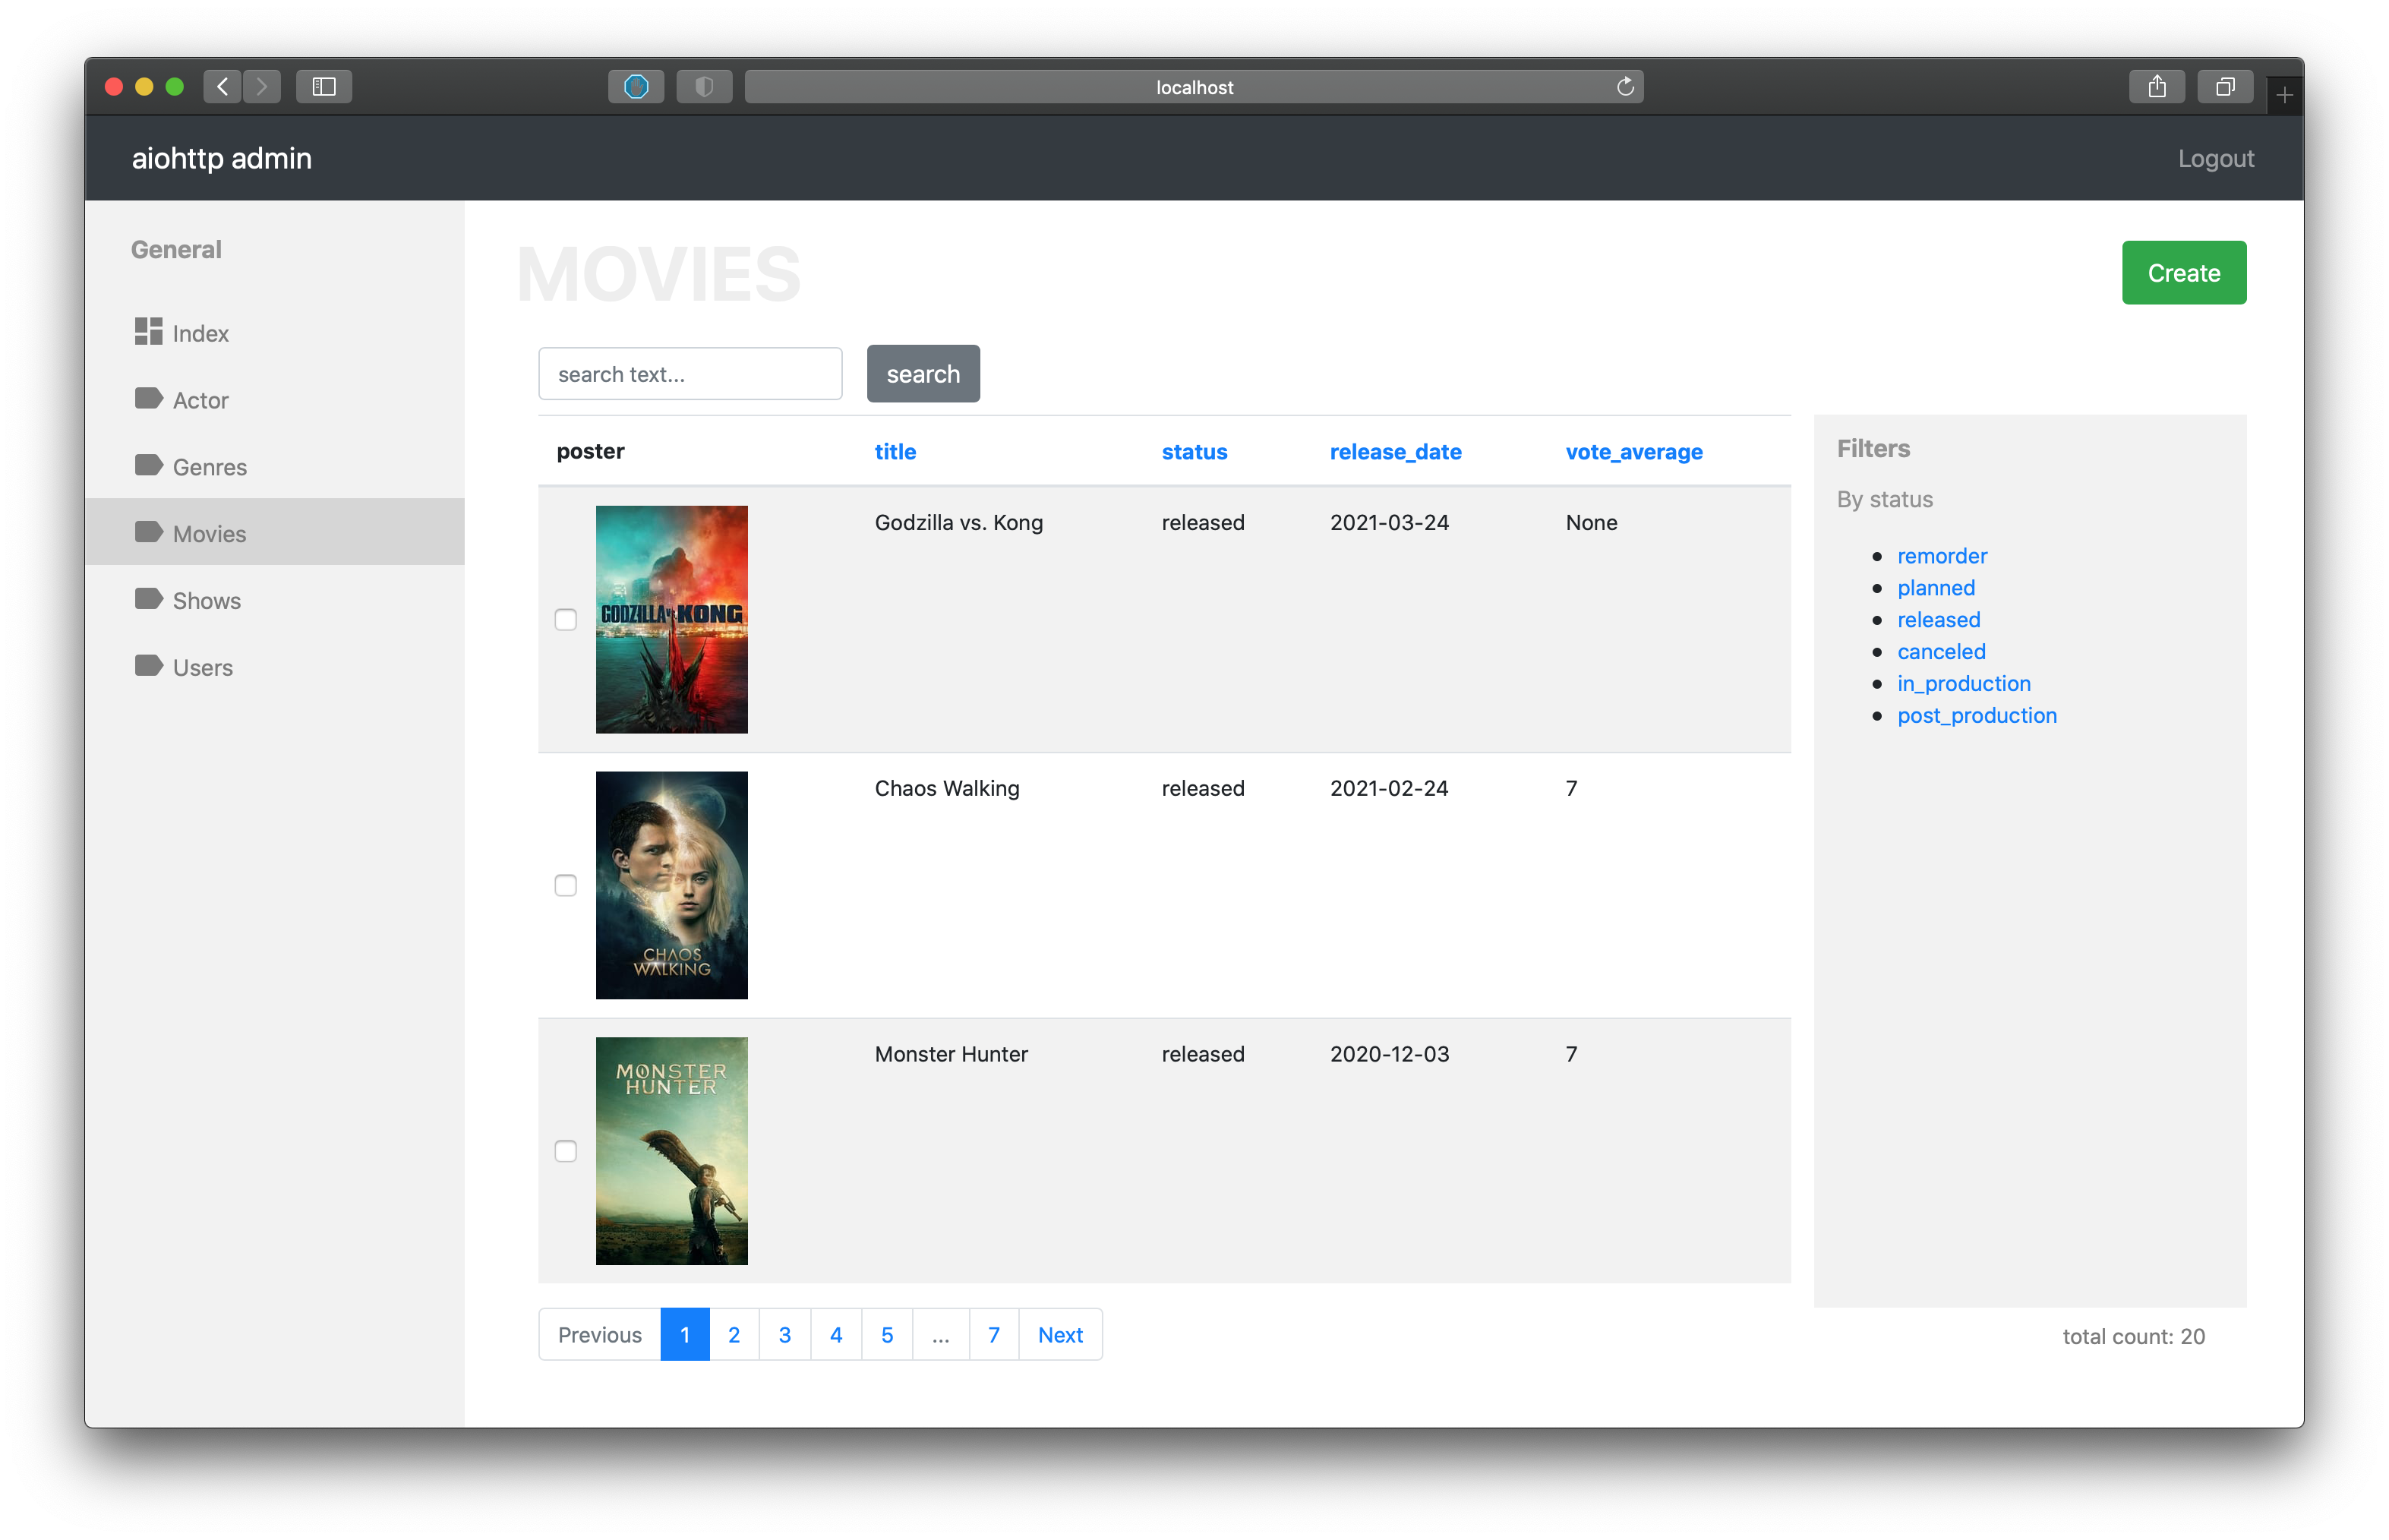 localhost
aiohttp admin
Logout
General
Index
Actor
Genres
Movies
Shows
Users
MOVIES
Create
search text...
search
poster title status release_date vote_average
GODZILLA vs. KONG
Godzilla vs. Kong released 2021-03-24 None
Chaos Walking released 2021-02-24 7
CHAOS
WALKING
Monster Hunter released 2020-12-03 7
MONSTER
HUNTER
Filters
By status
remorder
planned
released
canceled
in_production
post_production
Previous 1 2 3 4 5 ... 7 Next
total count: 20